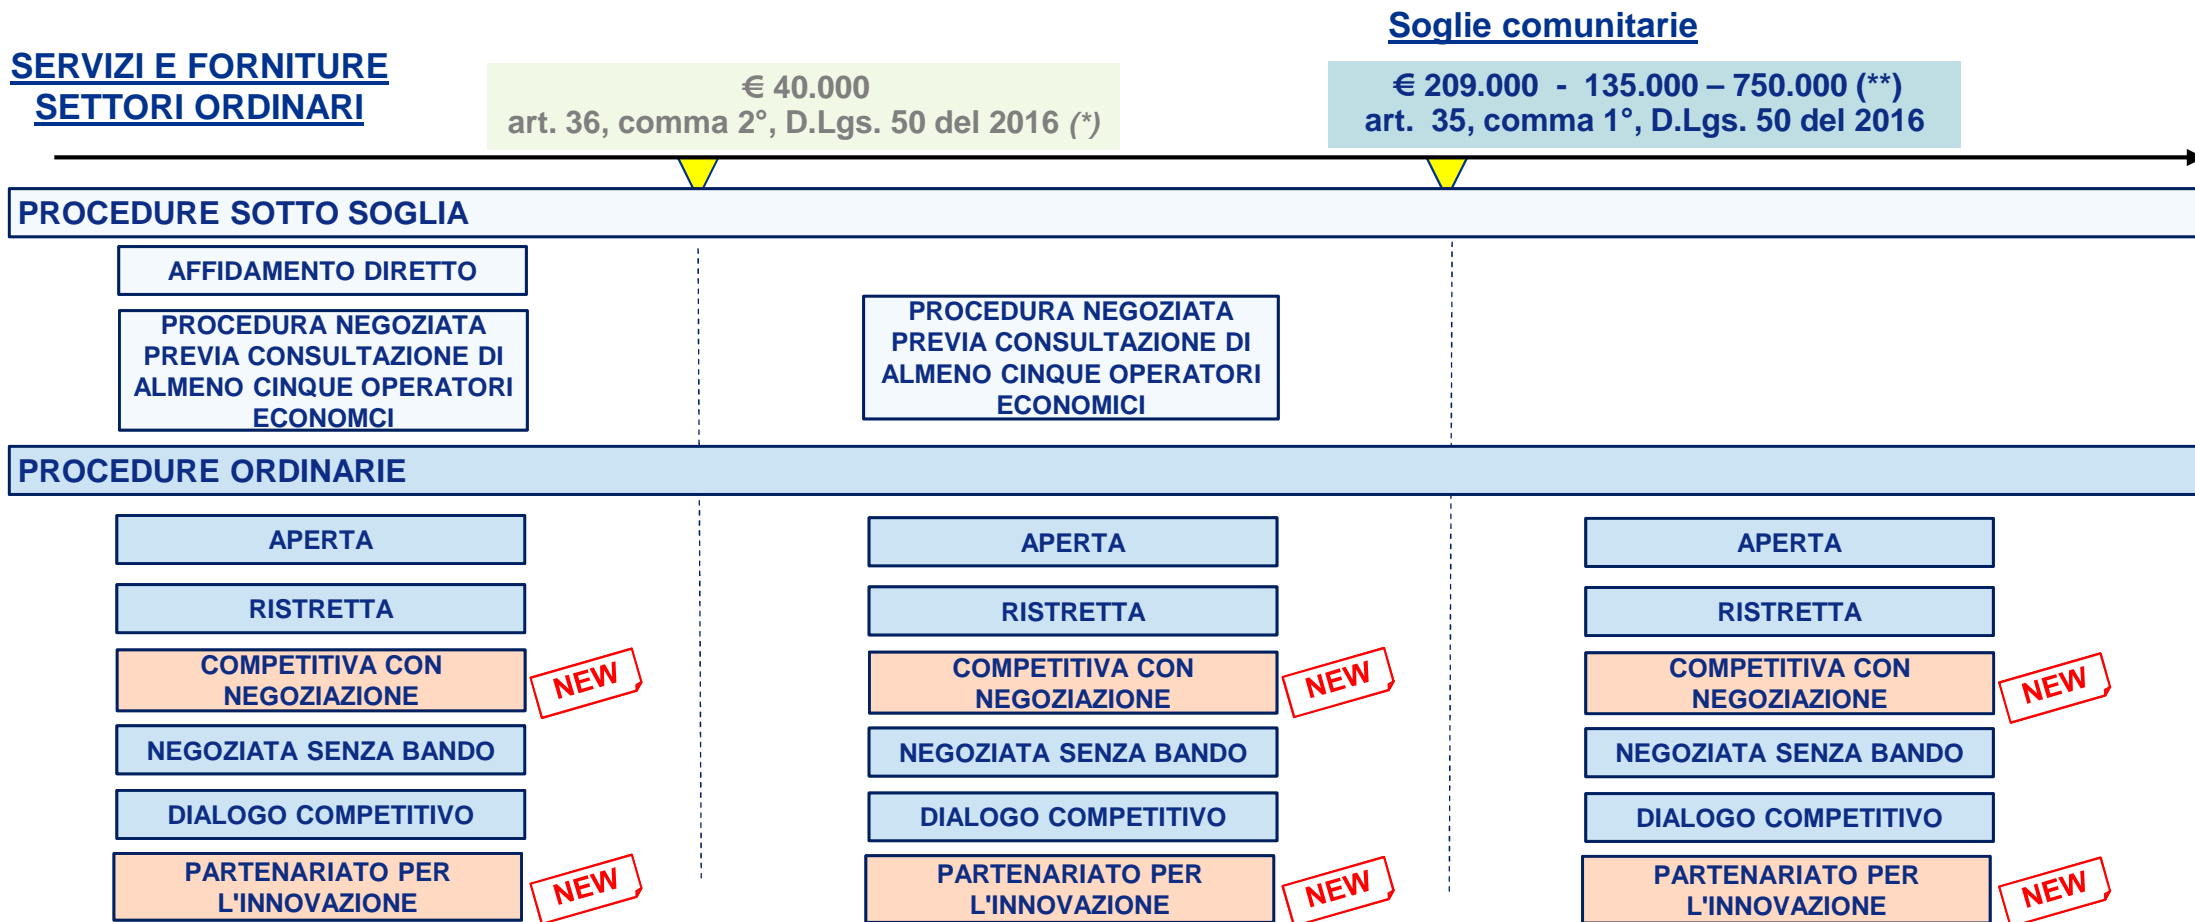 Soglie comunitarie
SERVIZI E FORNITURE
SETTORI ORDINARI
€ 40.000
art. 36, comma 2°, D.Lgs. 50 del 2016 (*)
€ 209.000 - 135.000 – 750.000 (**)
art. 35, comma 1°, D.Lgs. 50 del 2016
PROCEDURE SOTTO SOGLIA
AFFIDAMENTO DIRETTO
PROCEDURA NEGOZIATA
PREVIA CONSULTAZIONE DI
ALMENO CINQUE OPERATORI
ECONOMCI
PROCEDURA NEGOZIATA
PREVIA CONSULTAZIONE DI
ALMENO CINQUE OPERATORI
ECONOMICI
PROCEDURE ORDINARIE
APERTA
RISTRETTA
COMPETITIVA CON
NEGOZIAZIONE
NEW
NEGOZIATA SENZA BANDO
DIALOGO COMPETITIVO
PARTENARIATO PER
L'INNOVAZIONE
NEW
APERTA
RISTRETTA
COMPETITIVA CON
NEGOZIAZIONE
NEW
NEGOZIATA SENZA BANDO
DIALOGO COMPETITIVO
PARTENARIATO PER
L'INNOVAZIONE
NEW
APERTA
RISTRETTA
COMPETITIVA CON
NEGOZIAZIONE
NEW
NEGOZIATA SENZA BANDO
DIALOGO COMPETITIVO
PARTENARIATO PER
L'INNOVAZIONE
NEW